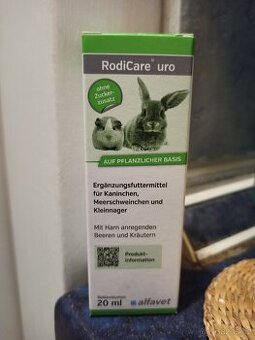 RodiCare® uro
ohne
Zucker-
zusatz
AUF PFLANZLICHER BASIS
Ergänzungsfuttermittel
für Kaninchen,
Meerschweinchen und
Kleinnager
Mit Harn anregenden
Beeren und Kräutern
Produkt-
information
20 ml
alfavet